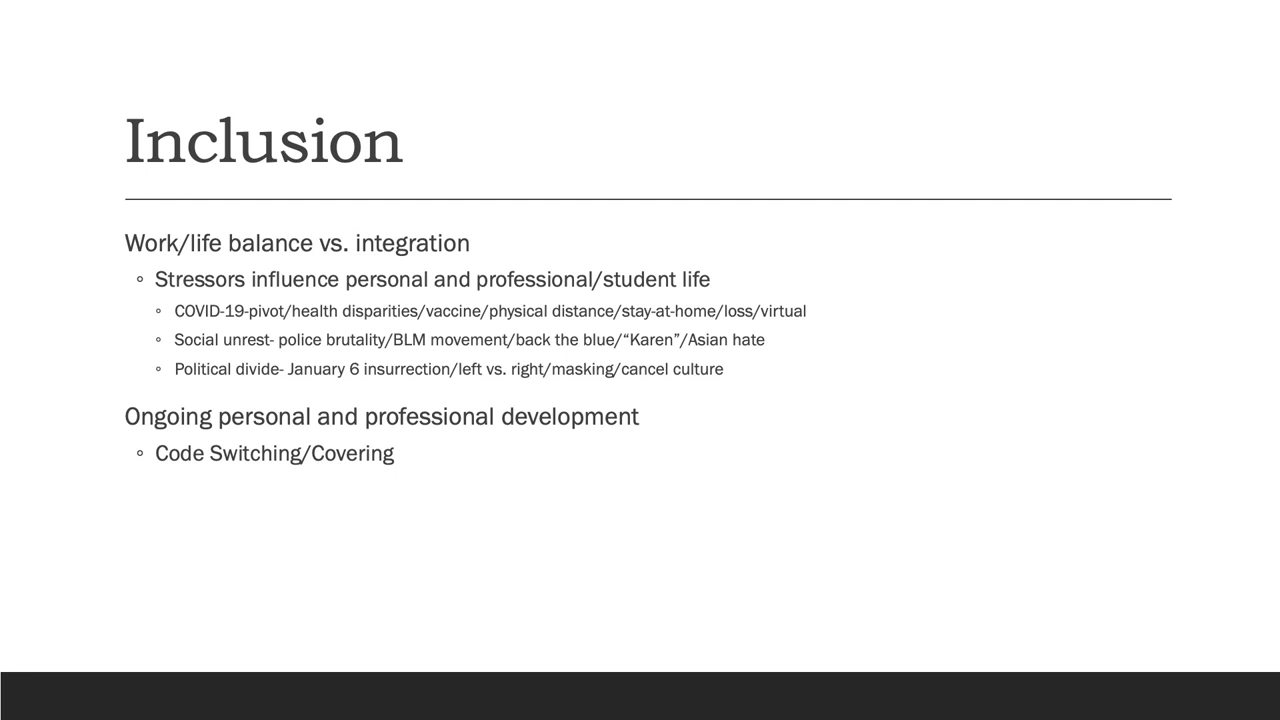 Inclusion
Work/life balance vs. integration
◦ Stressors influence personal and professional/student life
◦ COVID-19-pivot/health disparities/vaccine/physical distance/stay-at-home/loss/virtual
◦ Social unrest- police brutality/BLM movement/back the blue/“Karen”/Asian hate
◦ Political divide- January 6 insurrection/left vs. right/masking/cancel culture
Ongoing personal and professional development
◦ Code Switching/Covering